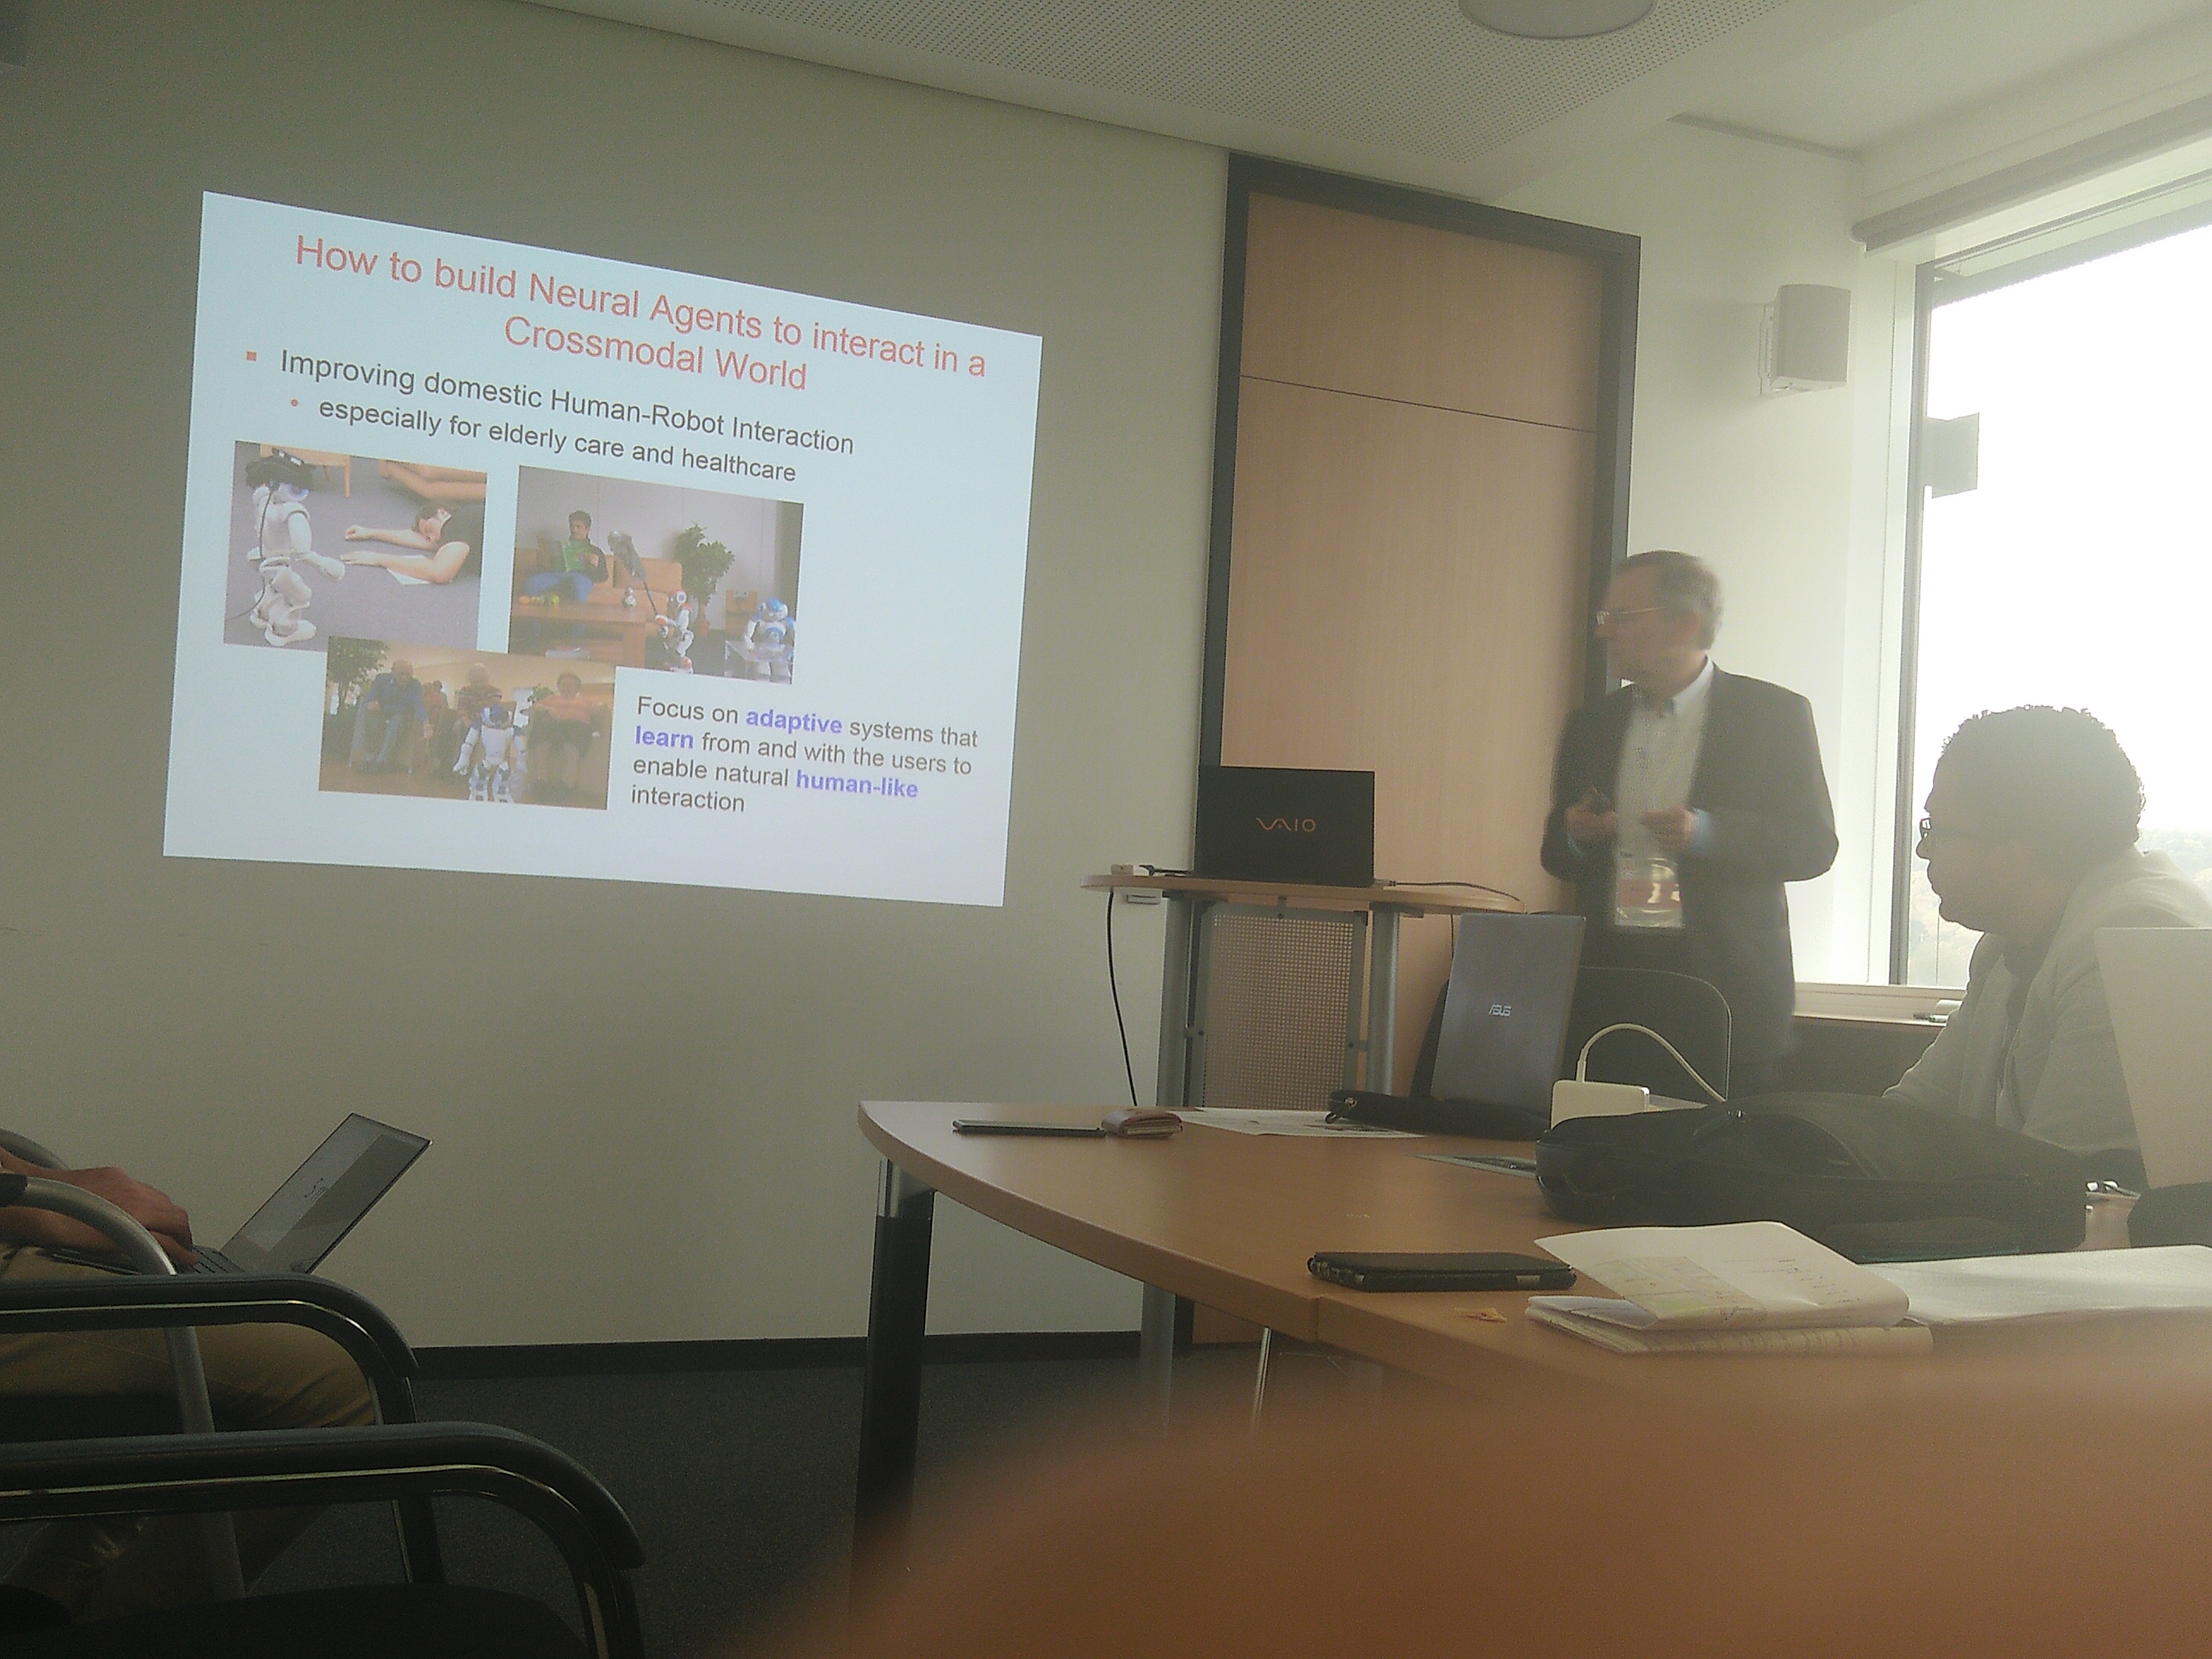 How to build Neural Agents to interact in a
Crossmodal World
Improving domestic Human-Robot Interaction
especially for elderly care and healthcare
Focus on adaptive systems that
learn from and with the users to
enable natural human-like
interaction
VAIO
ASUS